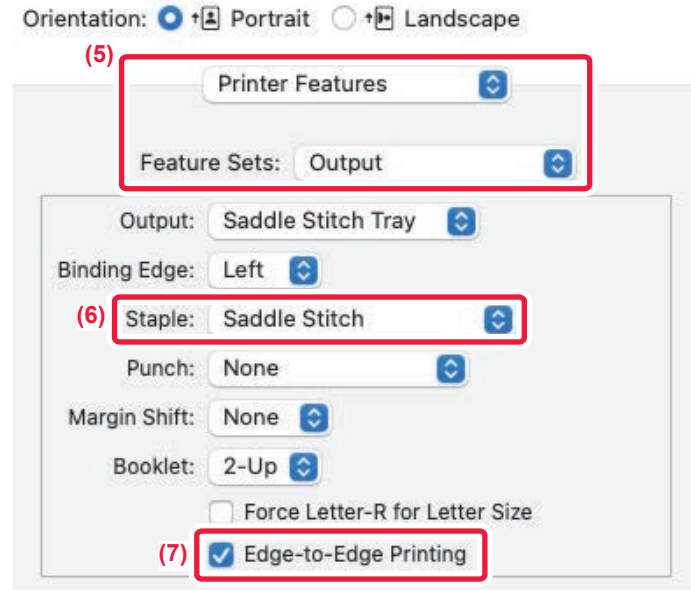 Orientation: Portrait Landscape
(5)
Printer Features
Feature Sets: Output
Output: Saddle Stitch Tray
Binding Edge: Left
(6) Staple: Saddle Stitch
Punch: None
Margin Shift: None
Booklet: 2-Up
Force Letter-R for Letter Size
(7) Edge-to-Edge Printing